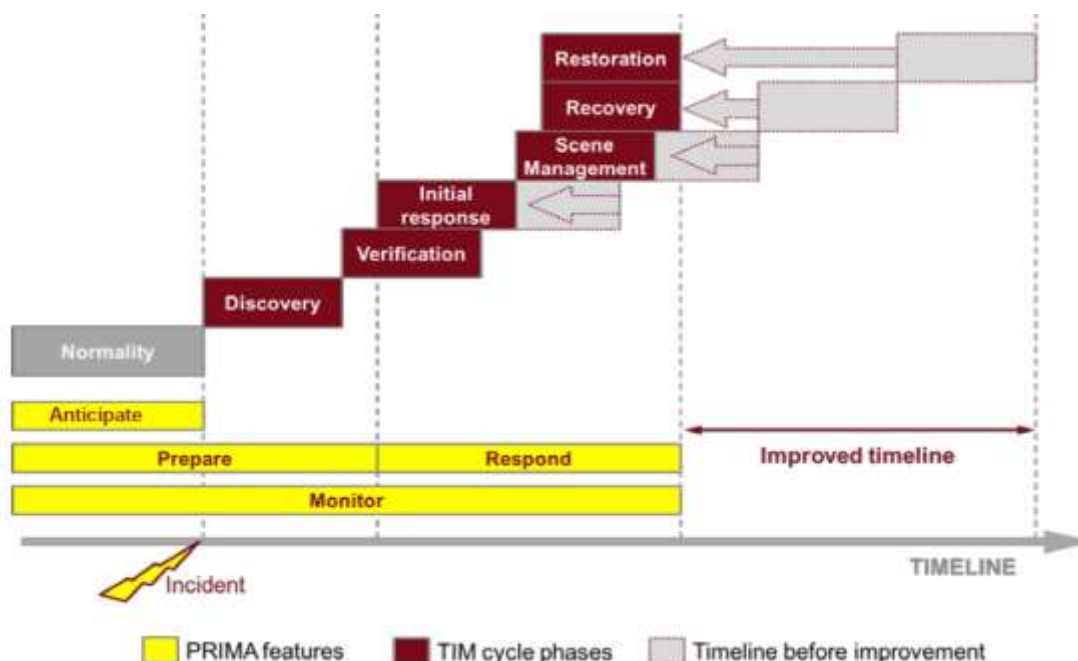 Restoration
Recovery
Scene
Management
Initial
response
Verification
Discovery
Normality
Anticipate
Prepare
Respond
Improved timeline
Monitor
TIMELINE
Incident
PRIMA features
TIM cycle phases
Timeline before improvement